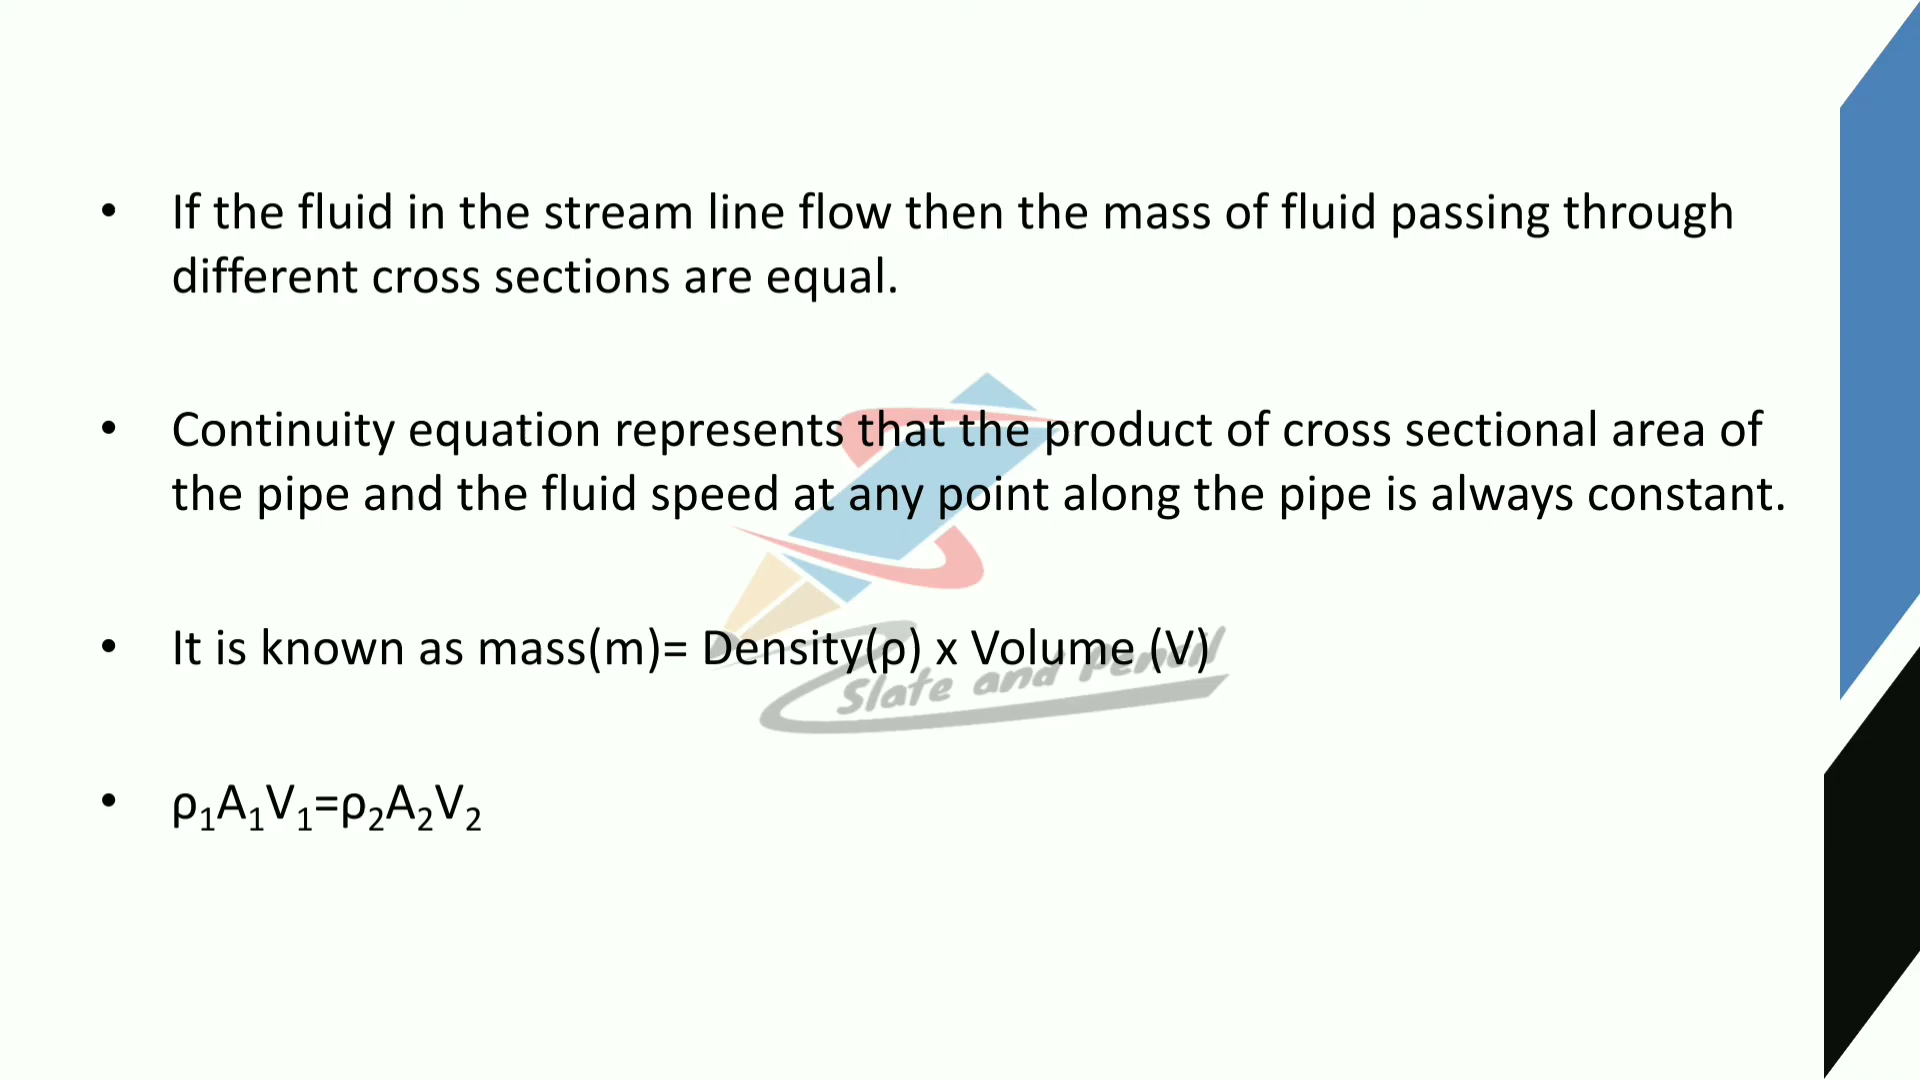 • If the fluid in the stream line flow then the mass of fluid passing through
different cross sections are equal.
• Continuity equation represents that the product of cross sectional area of
the pipe and the fluid speed at any point along the pipe is always constant.
• It is known as mass(m)= Density(ρ) x Volume (V)
Slate and Pencil
• ρ₁A₁V₁=ρ₂A₂V₂